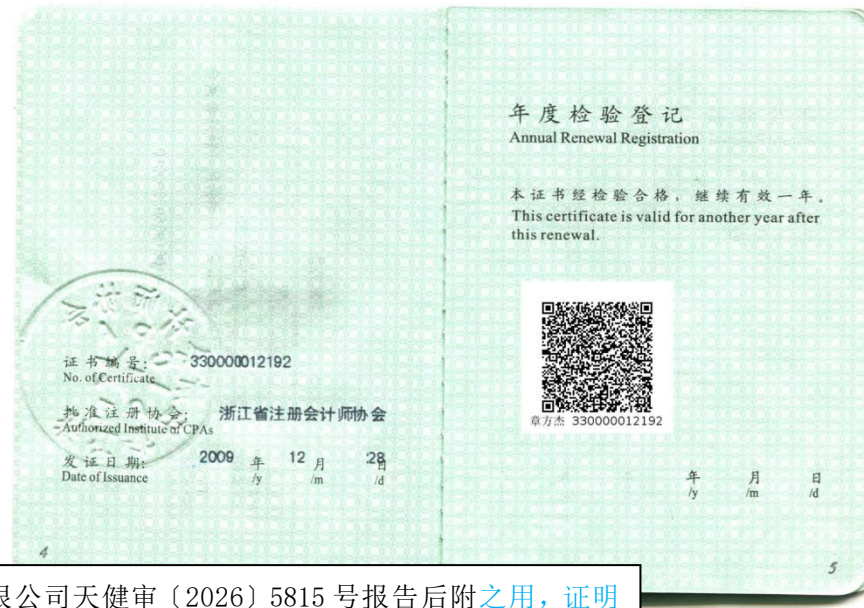 证书编号: 330000012192
No. of Certificate
批准注册协会: 浙江省注册会计师协会
Authorized Institute of CPAs
发证日期: 2009 年 12 月 28 日
Date of Issuance /y /m /d
4
年度检验登记
Annual Renewal Registration
本证书经检验合格，继续有效一年。
This certificate is valid for another year after
this renewal.
章方杰 330000012192
年 月 日
/y /m /d
5
限公司天健审〔2026〕5815 号报告后附之用，证明